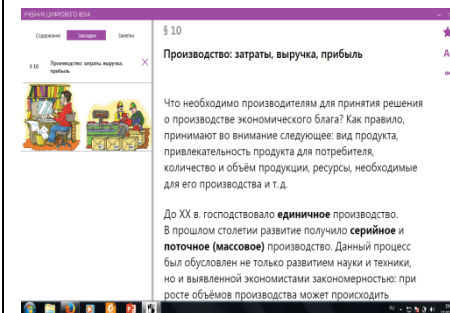 УЧЕБНИК ЦИФРОВОГО ВЕКА
Содержание Закладки Заметки
§ 10 Производство: затраты, выручка,
прибыль
§ 10
Производство: затраты, выручка, прибыль
Что необходимо производителям для принятия решения
о производстве экономического блага? Как правило,
принимают во внимание следующее: вид продукта,
привлекательность продукта для потребителя,
количество и объём продукции, ресурсы, необходимые
для его производства и т.д.
До XX в. господствовало единичное производство.
В прошлом столетии развитие получило серийное и
поточное (массовое) производство. Данный процесс
был обусловлен не только развитием науки и техники,
но и выявленной экономистами закономерностью: при
росте объёмов производства может происходить